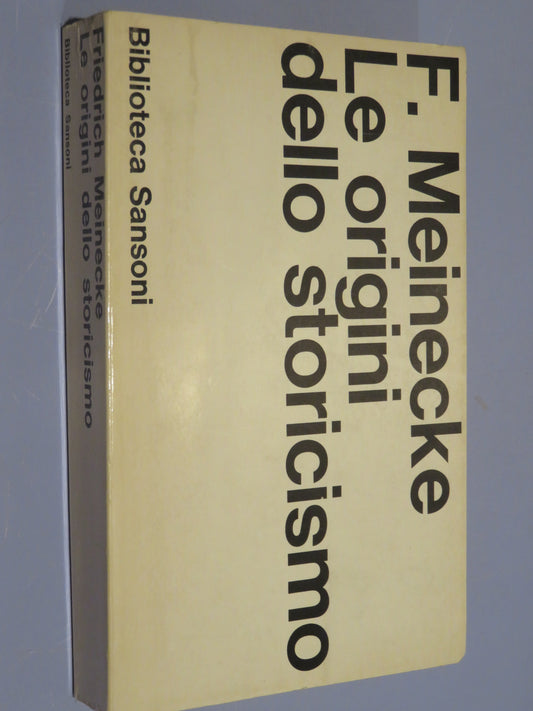 F. Meinecke
Le origini
dello storicismo
Biblioteca Sansoni
Friedrich Meinecke
Le origini dello storicismo
Biblioteca Sansoni